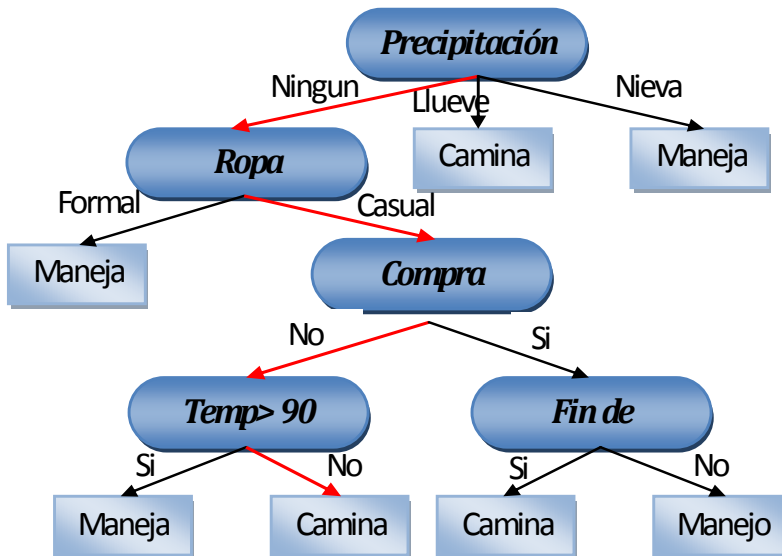 Precipitación
Ningun
Llueve
Nieva
Ropa
Camina
Maneja
Formal
Casual
Maneja
Compra
No
Si
Temp> 90
Fin de
Si
No
Si
No
Maneja
Camina
Camina
Manejo